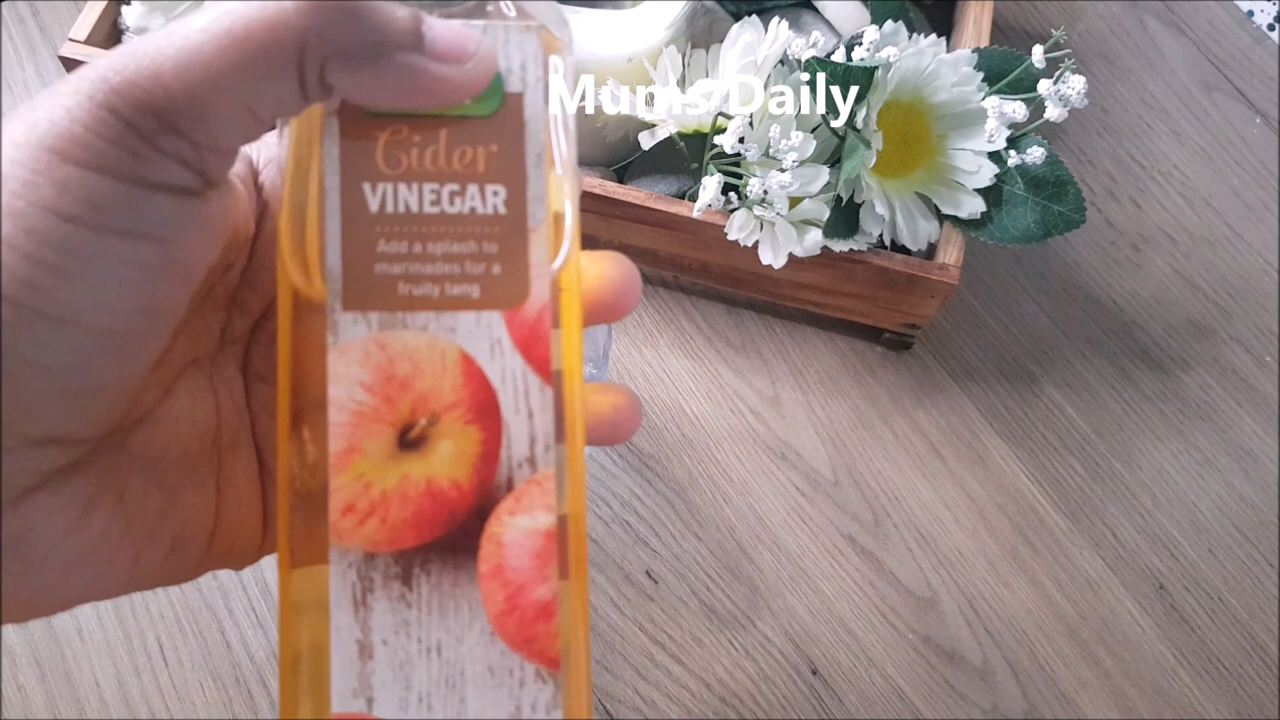 Mums Daily
Cider
VINEGAR
Add a splash to
marinades for a
fruity tang